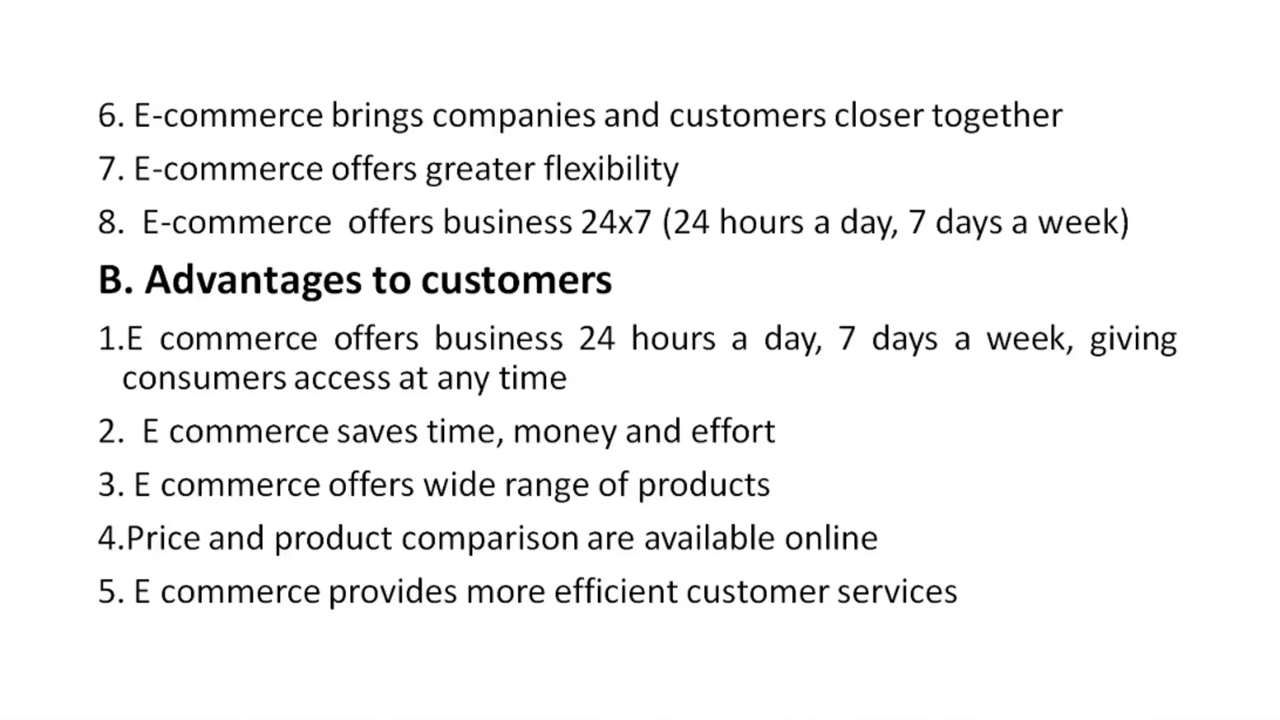 6. E-commerce brings companies and customers closer together
7. E-commerce offers greater flexibility
8.  E-commerce  offers business 24x7 (24 hours a day, 7 days a week)
B. Advantages to customers
1.E commerce offers business 24 hours a day, 7 days a week, giving
consumers access at any time
2.  E commerce saves time, money and effort
3. E commerce offers wide range of products
4.Price and product comparison are available online
5. E commerce provides more efficient customer services